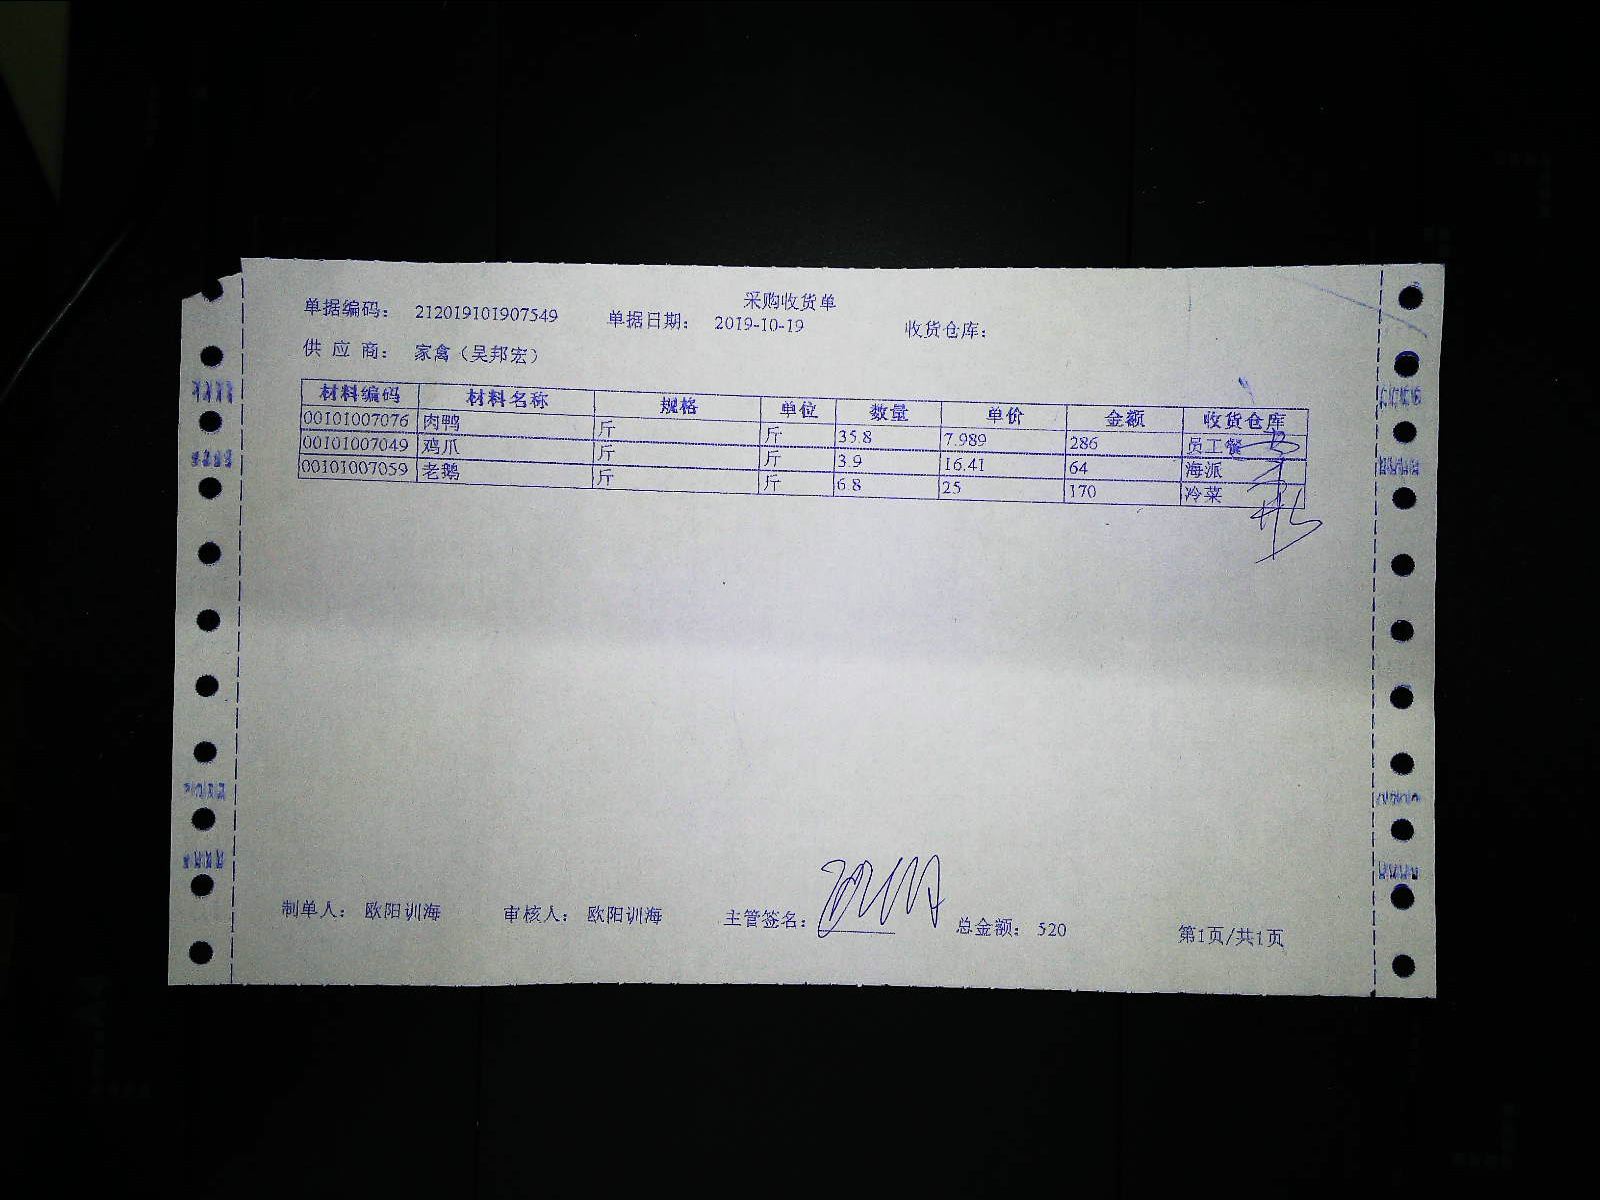 采购收货单
单据编码： 212019101907549 单据日期： 2019-10-19 收货仓库：
供 应 商： 家禽（吴邦宏）
材料编码 材料名称 规格 单位 数量 单价 金额 收货仓库
00101007076 肉鸭 斤 斤 35.8 7.989 286 员工餐
00101007049 鸡爪 斤 斤 3.9 16.41 64 海派
00101007059 老鹅 斤 斤 6.8 25 170 冷菜
制单人： 欧阳训海 审核人： 欧阳训海 主管签名： 总金额： 520 第1页/共1页